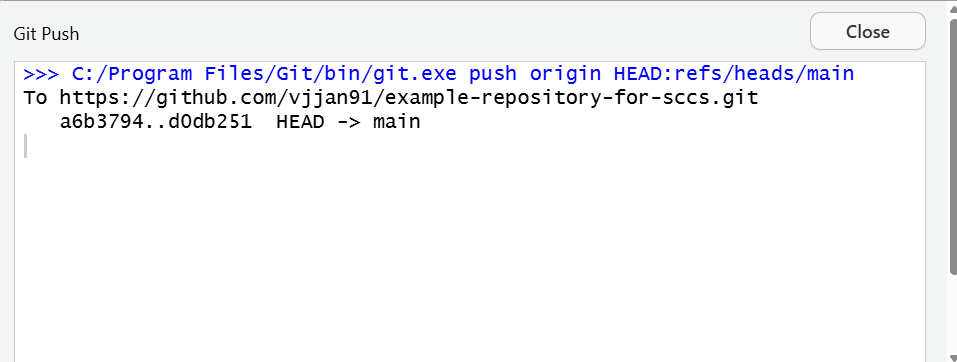 Git Push
Close
>>> C:/Program Files/Git/bin/git.exe push origin HEAD:refs/heads/main
To https://github.com/vjjan91/example-repository-for-sccs.git
   a6b3794..d0db251  HEAD -> main